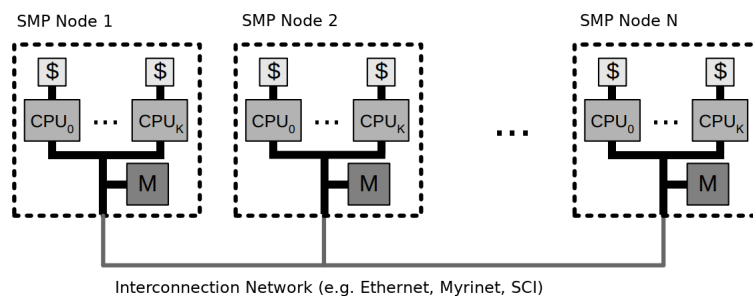 SMP Node 1
SMP Node 2
SMP Node N
$ $ $ $ $ $
CPU₀ ... CPUₖ CPU₀ ... CPUₖ ... CPU₀ ... CPUₖ
M M M
Interconnection Network (e.g. Ethernet, Myrinet, SCI)